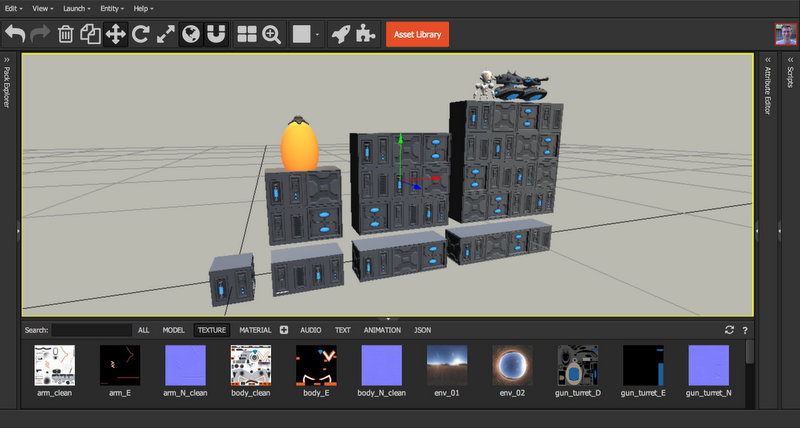 Edit View Launch Entity Help
Asset Library
Pack Explorer
Attribute Editor
Scripts
Search: ALL MODEL TEXTURE MATERIAL AUDIO TEXT ANIMATION JSON ?
arm_clean arm_E arm_N_clean body_clean body_E body_N_clean env_01 env_02 gun_turret_D gun_turret_E gun_turret_N